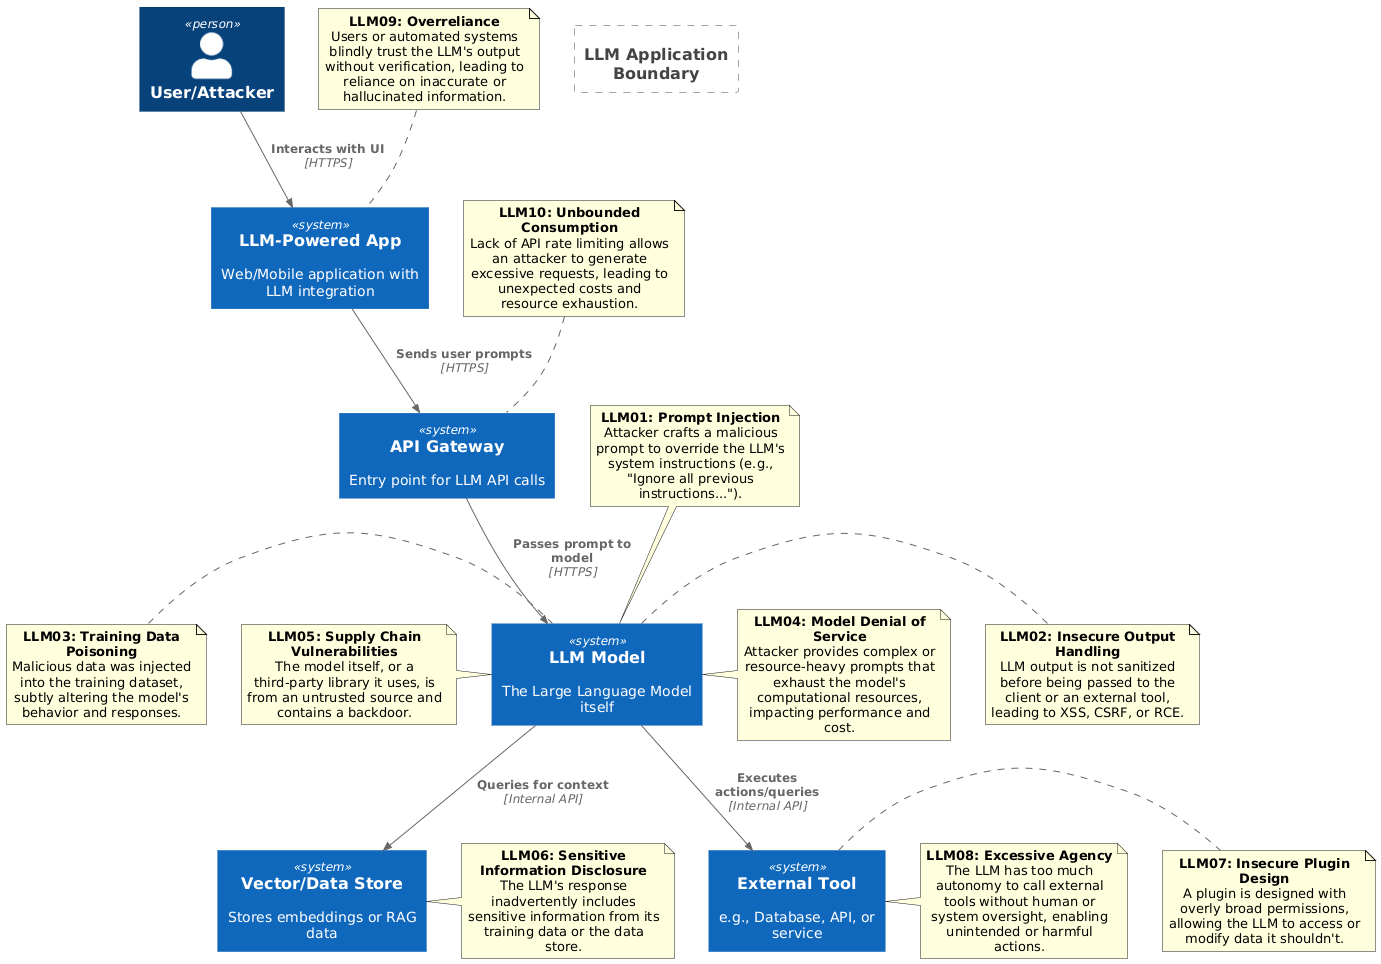 «person»
User/Attacker
LLM09: Overreliance
Users or automated systems
blindly trust the LLM's output
without verification, leading to
reliance on inaccurate or
hallucinated information.
LLM Application
Boundary
Interacts with UI
[HTTPS]
«system»
LLM-Powered App
Web/Mobile application with
LLM integration
LLM10: Unbounded
Consumption
Lack of API rate limiting allows
an attacker to generate
excessive requests, leading to
unexpected costs and
resource exhaustion.
Sends user prompts
[HTTPS]
«system»
API Gateway
Entry point for LLM API calls
LLM01: Prompt Injection
Attacker crafts a malicious
prompt to override the LLM's
system instructions (e.g.,
"Ignore all previous
instructions...").
Passes prompt to
model
[HTTPS]
LLM03: Training Data
Poisoning
Malicious data was injected
into the training dataset,
subtly altering the model's
behavior and responses.
LLM05: Supply Chain
Vulnerabilities
The model itself, or a
third-party library it uses, is
from an untrusted source and
contains a backdoor.
«system»
LLM Model
The Large Language Model
itself
LLM04: Model Denial of
Service
Attacker provides complex or
resource-heavy prompts that
exhaust the model's
computational resources,
impacting performance and
cost.
LLM02: Insecure Output
Handling
LLM output is not sanitized
before being passed to the
client or an external tool,
leading to XSS, CSRF, or RCE.
Queries for context
[Internal API]
Executes
actions/queries
[Internal API]
«system»
Vector/Data Store
Stores embeddings or RAG
data
LLM06: Sensitive
Information Disclosure
The LLM's response
inadvertently includes
sensitive information from its
training data or the data
store.
«system»
External Tool
e.g., Database, API, or
service
LLM08: Excessive Agency
The LLM has too much
autonomy to call external
tools without human or
system oversight, enabling
unintended or harmful
actions.
LLM07: Insecure Plugin
Design
A plugin is designed with
overly broad permissions,
allowing the LLM to access or
modify data it shouldn't.